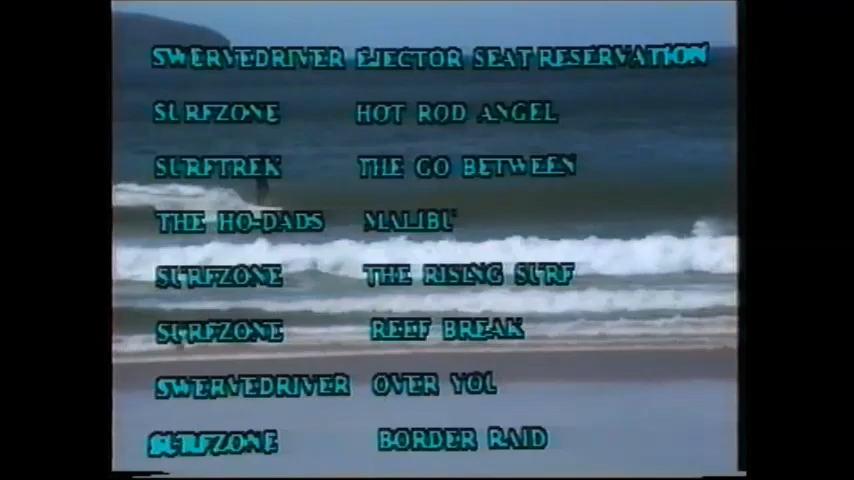 SWERVEDRIVER EJECTOR SEAT RESERVATION
SURFZONE HOT ROD ANGEL
SURFTREK THE GO BETWEEN
THE HO-DADS MALIBU
SURFZONE THE RISING SURF
SURFZONE REEF BREAK
SWERVEDRIVER OVER YOU
SURFZONE BORDER RAID